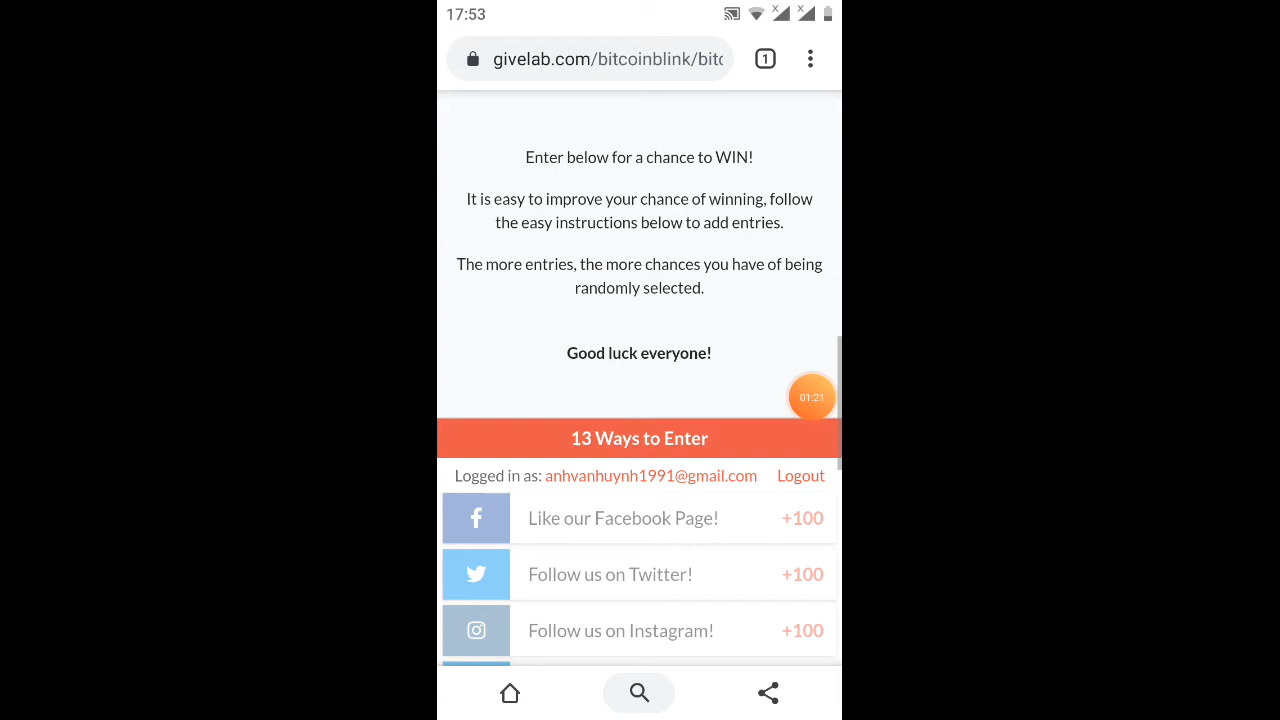 17:53
givelab.com/bitcoinblink/bitc
1
Enter below for a chance to WIN!
It is easy to improve your chance of winning, follow
the easy instructions below to add entries.
The more entries, the more chances you have of being
randomly selected.
Good luck everyone!
01:21
13 Ways to Enter
Logged in as: anhvanhuynh1991@gmail.com Logout
Like our Facebook Page! +100
Follow us on Twitter! +100
Follow us on Instagram! +100